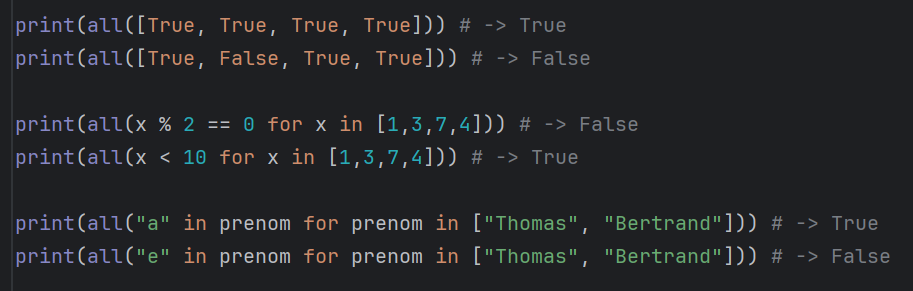 print(all([True, True, True, True])) # -> True
print(all([True, False, True, True])) # -> False
print(all(x % 2 == 0 for x in [1,3,7,4])) # -> False
print(all(x < 10 for x in [1,3,7,4])) # -> True
print(all("a" in prenom for prenom in ["Thomas", "Bertrand"])) # -> True
print(all("e" in prenom for prenom in ["Thomas", "Bertrand"])) # -> False